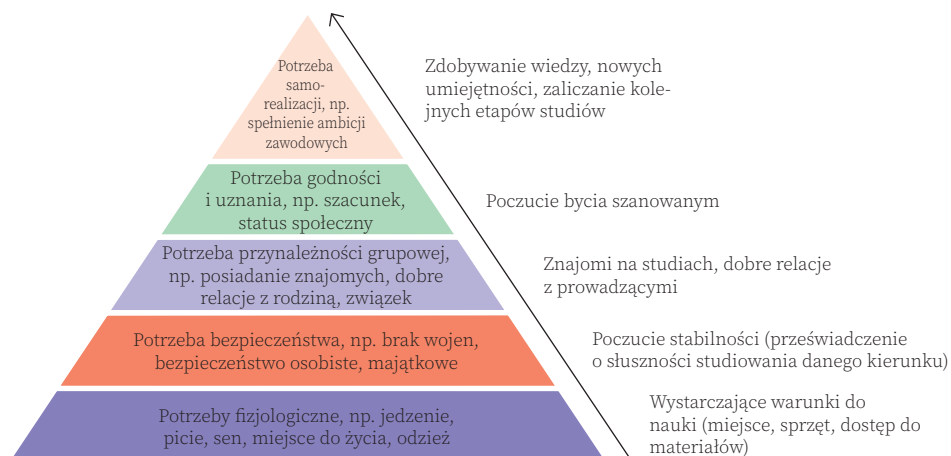 Potrzeba
samo-
realizacji, np.
spełnienie ambicji
zawodowych
Zdobywanie wiedzy, nowych
umiejętności, zaliczanie kole-
jnych etapów studiów
Potrzeba godności
i uznania, np. szacunek,
status społeczny
Poczucie bycia szanowanym
Potrzeba przynależności grupowej,
np. posiadanie znajomych, dobre
relacje z rodziną, związek
Znajomi na studiach, dobre relacje
z prowadzącymi
Potrzeba bezpieczeństwa, np. brak wojen,
bezpieczeństwo osobiste, majątkowe
Poczucie stabilności (przeświadczenie
o słuszności studiowania danego kierunku)
Potrzeby fizjologiczne, np. jedzenie,
picie, sen, miejsce do życia, odzież
Wystarczające warunki do
nauki (miejsce, sprzęt, dostęp do
materiałów)